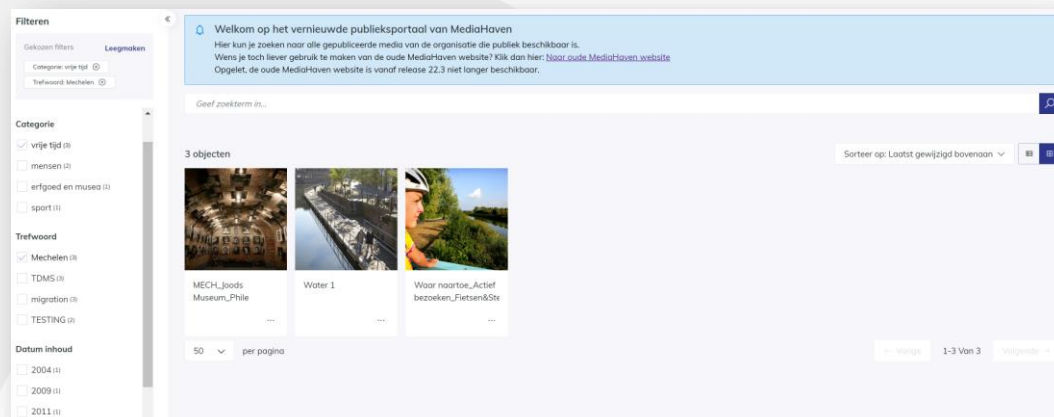 Filteren
Gekozen filters
Leegmaken
Categorie: vrije tijd
Trefwoord: Mechelen
Categorie
vrije tijd (3)
mensen (2)
erfgoed en musea (1)
sport (1)
Trefwoord
Mechelen (3)
TDMS (3)
migration (3)
TESTING (2)
Datum inhoud
2004 (1)
2009 (1)
2011 (1)
Welkom op het vernieuwde publieksportaal van MediaHaven
Hier kun je zoeken naar alle gepubliceerde media van de organisatie die publiek beschikbaar is.
Wens je toch liever gebruik te maken van de oude MediaHaven website? Klik dan hier: Naar oude MediaHaven website
Opgelet, de oude MediaHaven website is vanaf release 22.3 niet langer beschikbaar.
Geef zoekterm in...
3 objecten
Sorteer op: Laatst gewijzigd bovenaan
MECH_Joods
Museum_Phile
...
Water 1
...
Waar naartoe_Actief
bezoeken_Fietsen&Ste
...
50
per pagina
← Vorige
1-3 Van 3
Volgende →